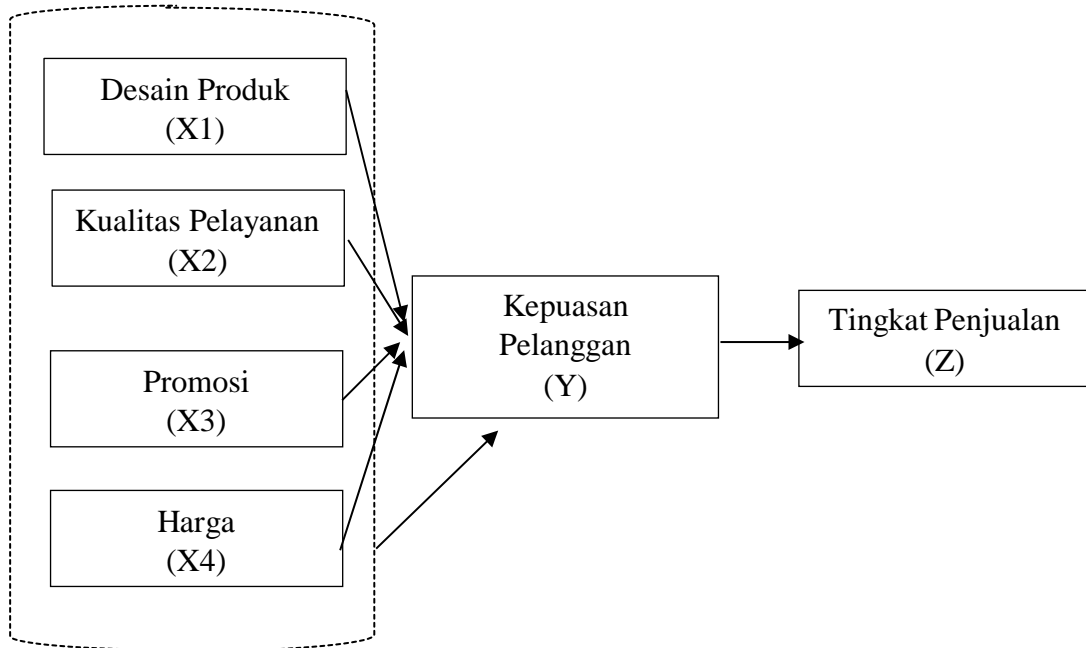 Desain Produk
(X1)
Kualitas Pelayanan
(X2)
Promosi
(X3)
Harga
(X4)
Kepuasan
Pelanggan
(Y)
Tingkat Penjualan
(Z)